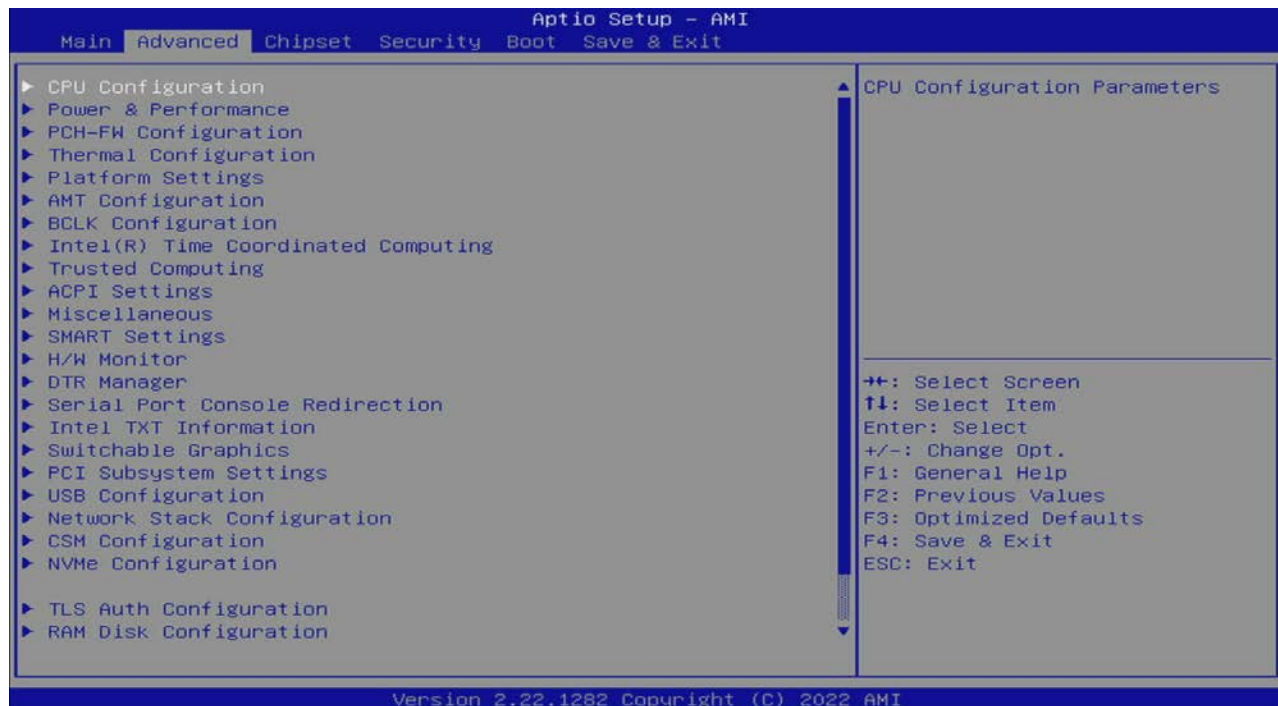 Aptio Setup – AMI
Main Advanced Chipset Security Boot Save & Exit
► CPU Configuration
► Power & Performance
► PCH-FW Configuration
► Thermal Configuration
► Platform Settings
► AMT Configuration
► BCLK Configuration
► Intel(R) Time Coordinated Computing
► Trusted Computing
► ACPI Settings
► Miscellaneous
► SMART Settings
► H/W Monitor
► DTR Manager
► Serial Port Console Redirection
► Intel TXT Information
► Switchable Graphics
► PCI Subsystem Settings
► USB Configuration
► Network Stack Configuration
► CSM Configuration
► NVMe Configuration
► TLS Auth Configuration
► RAM Disk Configuration
CPU Configuration Parameters
→←: Select Screen
↑↓: Select Item
Enter: Select
+/-: Change Opt.
F1: General Help
F2: Previous Values
F3: Optimized Defaults
F4: Save & Exit
ESC: Exit
Version 2.22.1282 Copyright (C) 2022 AMI